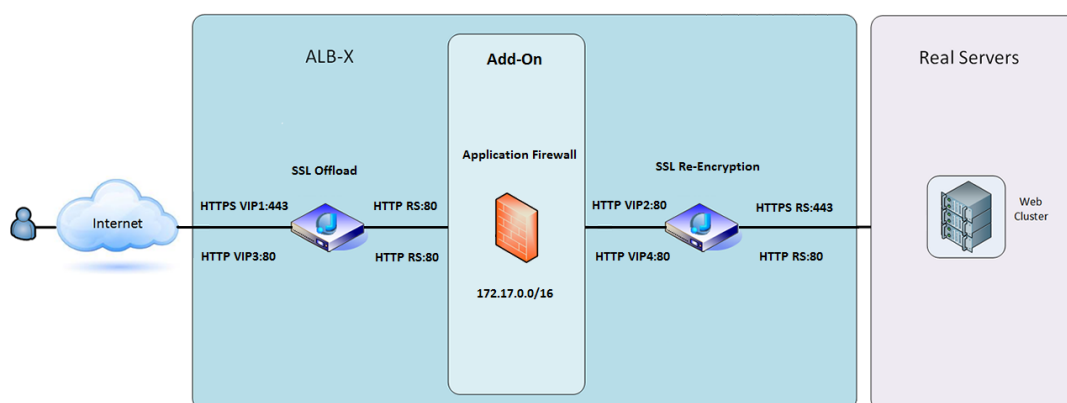 ALB-X
Add-On
Real Servers
Application Firewall
SSL Offload
SSL Re-Encryption
Internet
HTTPS VIP1:443
HTTP RS:80
HTTP VIP2:80
HTTPS RS:443
Web
Cluster
HTTP VIP3:80
HTTP RS:80
HTTP VIP4:80
HTTP RS:80
172.17.0.0/16